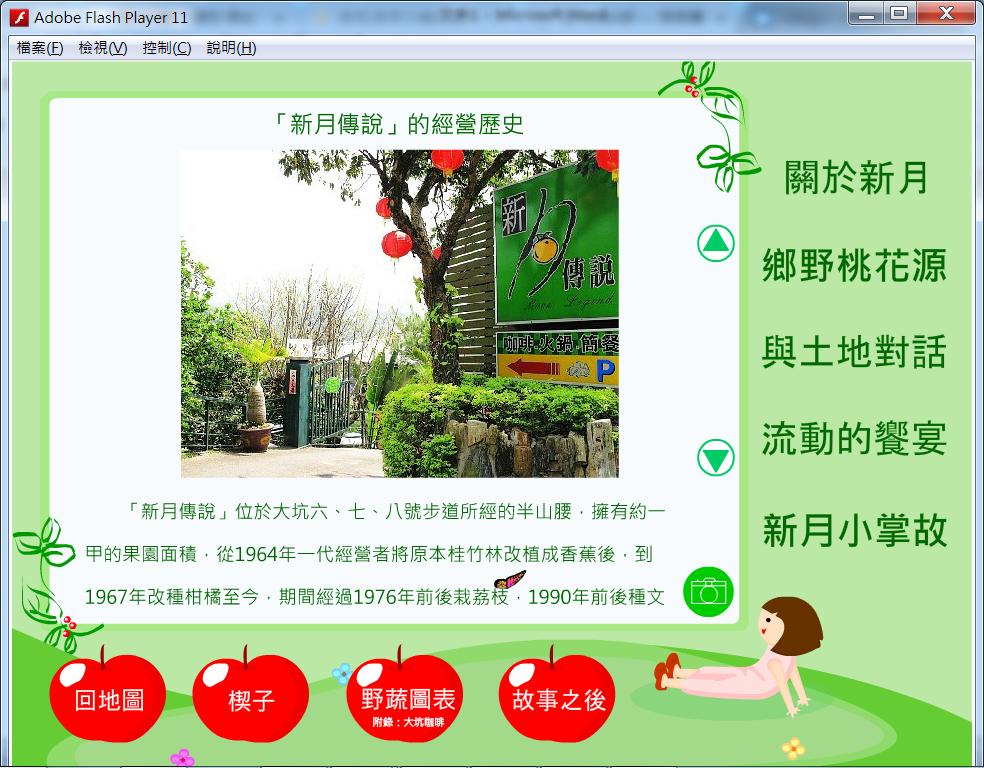 Adobe Flash Player 11
檔案(F) 檢視(V) 控制(C) 說明(H)
「新月傳說」的經營歷史
新月傳說
Moon Legend
咖啡·火鍋·簡餐
P
「新月傳說」位於大坑六、七、八號步道所經的半山腰，擁有約一
甲的果園面積，從1964年一代經營者將原本桂竹林改植成香蕉後，到
1967年改種柑橘至今，期間經過1976年前後栽荔枝，1990年前後種文
關於新月
鄉野桃花源
與土地對話
流動的饗宴
新月小掌故
回地圖
楔子
野蔬圖表
附錄：大坑咖啡
故事之後